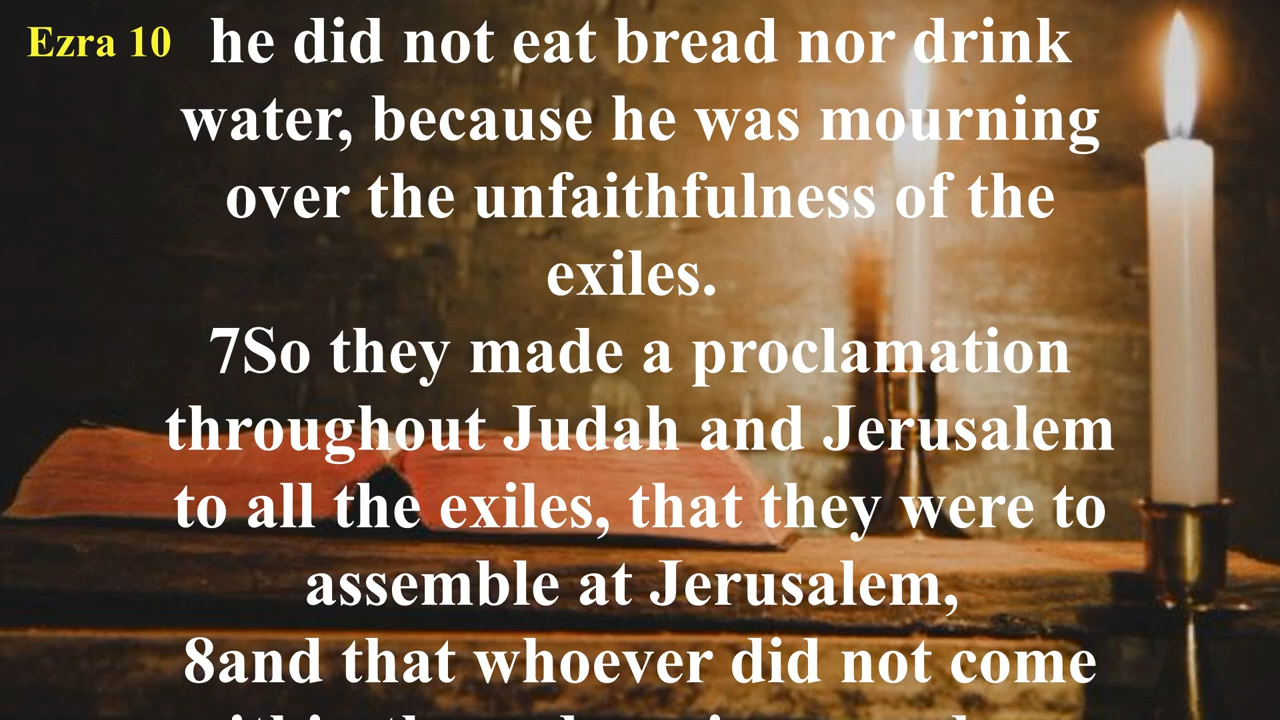 Ezra 10
he did not eat bread nor drink
water, because he was mourning
over the unfaithfulness of the
exiles.
7So they made a proclamation
throughout Judah and Jerusalem
to all the exiles, that they were to
assemble at Jerusalem,
8and that whoever did not come